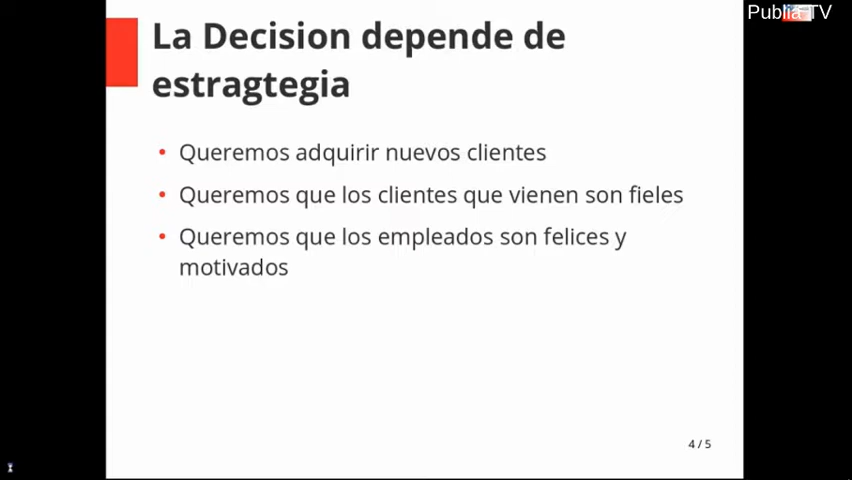 Publia TV
La Decision depende de
estragtegia
• Queremos adquirir nuevos clientes
• Queremos que los clientes que vienen son fieles
• Queremos que los empleados son felices y
motivados
4 / 5